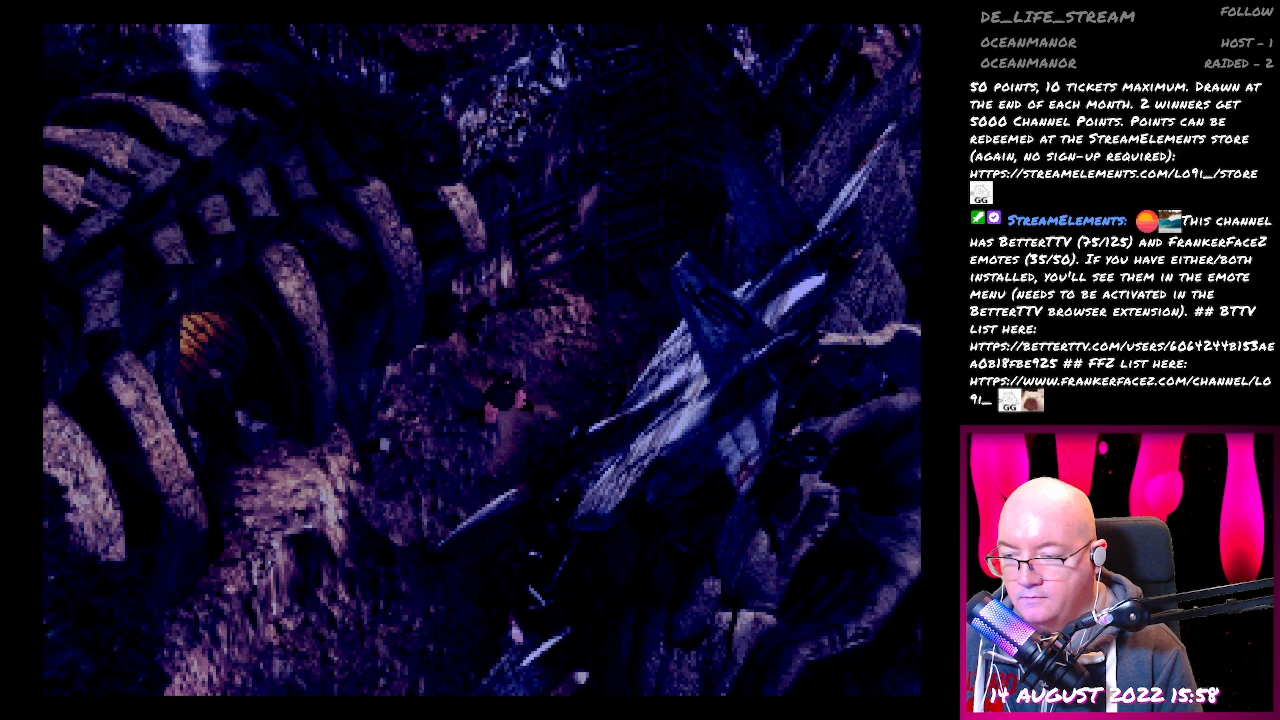 DE_LIFE_STREAM FOLLOW
OCEANMANOR HOST - 1
OCEANMANOR RAIDED - 2
50 POINTS, 10 TICKETS MAXIMUM. DRAWN AT
THE END OF EACH MONTH. 2 WINNERS GET
5000 CHANNEL POINTS. POINTS CAN BE
REDEEMED AT THE STREAMELEMENTS STORE
(AGAIN, NO SIGN-UP REQUIRED):
HTTPS://STREAMELEMENTS.COM/LO9I_/STORE
GG
STREAMELEMENTS: THIS CHANNEL
HAS BETTERTTV (75/125) AND FRANKERFACEZ
EMOTES (35/50). IF YOU HAVE EITHER/BOTH
INSTALLED, YOU'LL SEE THEM IN THE EMOTE
MENU (NEEDS TO BE ACTIVATED IN THE
BETTERTTV BROWSER EXTENSION). ## BTTV
LIST HERE:
HTTPS://BETTERTTV.COM/USERS/6064244B153AE
A0B18FBE925 ## FFZ LIST HERE:
HTTPS://WWW.FRANKERFACEZ.COM/CHANNEL/LO
9I_ GG
14 AUGUST 2022 15:58